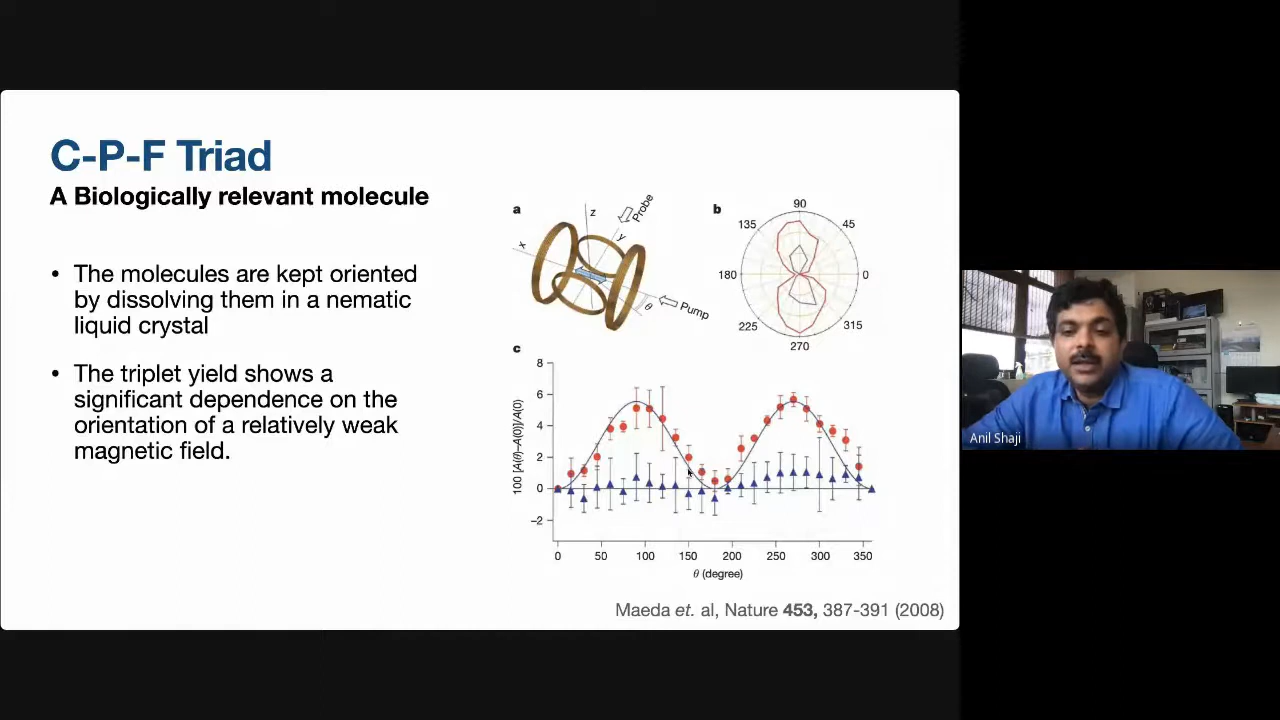 C-P-F Triad
A Biologically relevant molecule
• The molecules are kept oriented
by dissolving them in a nematic
liquid crystal
• The triplet yield shows a
significant dependence on the
orientation of a relatively weak
magnetic field.
a
z
Probe
y
x
θ
Pump
b
90
135
45
180
0
225
315
270
c
8
6
4
2
0
−2
100 [A(θ)–A(0)]/A(0)
0 50 100 150 200 250 300 350
θ (degree)
Maeda et. al, Nature 453, 387-391 (2008)
Anil Shaji